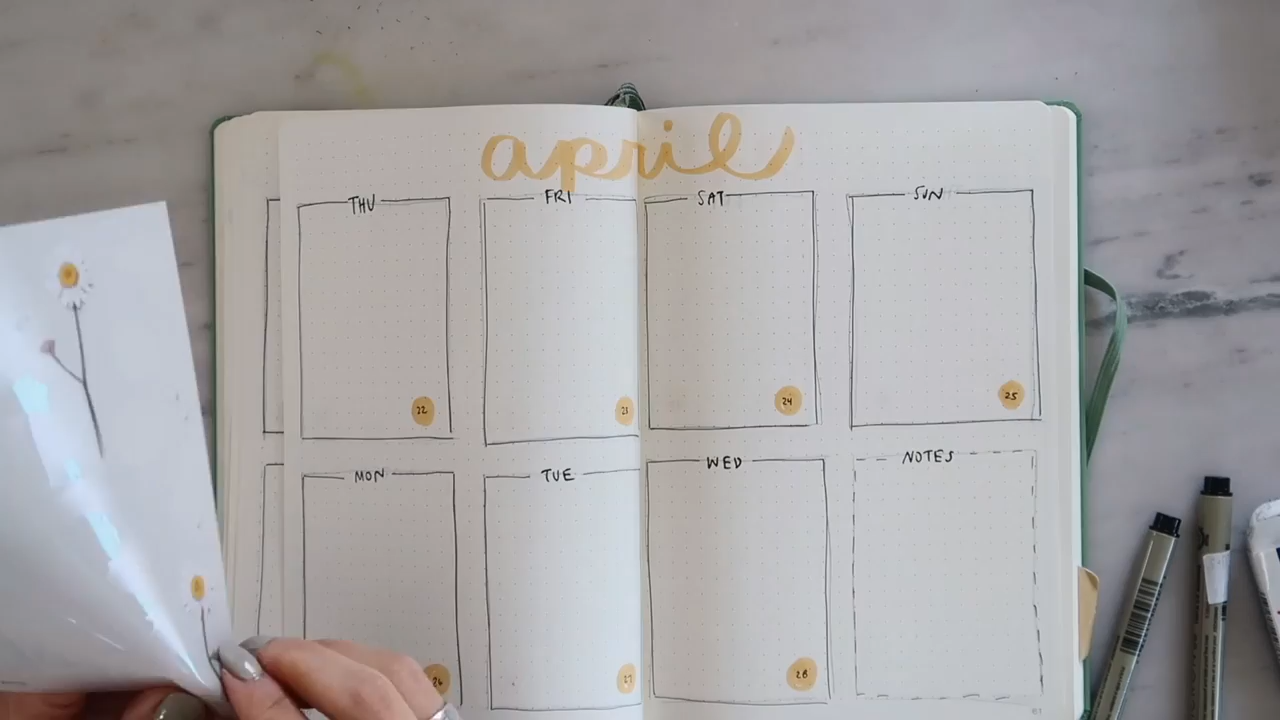 april
THU
FRI
SAT
SUN
22
23
24
25
MON
TUE
WED
NOTES
26
27
28